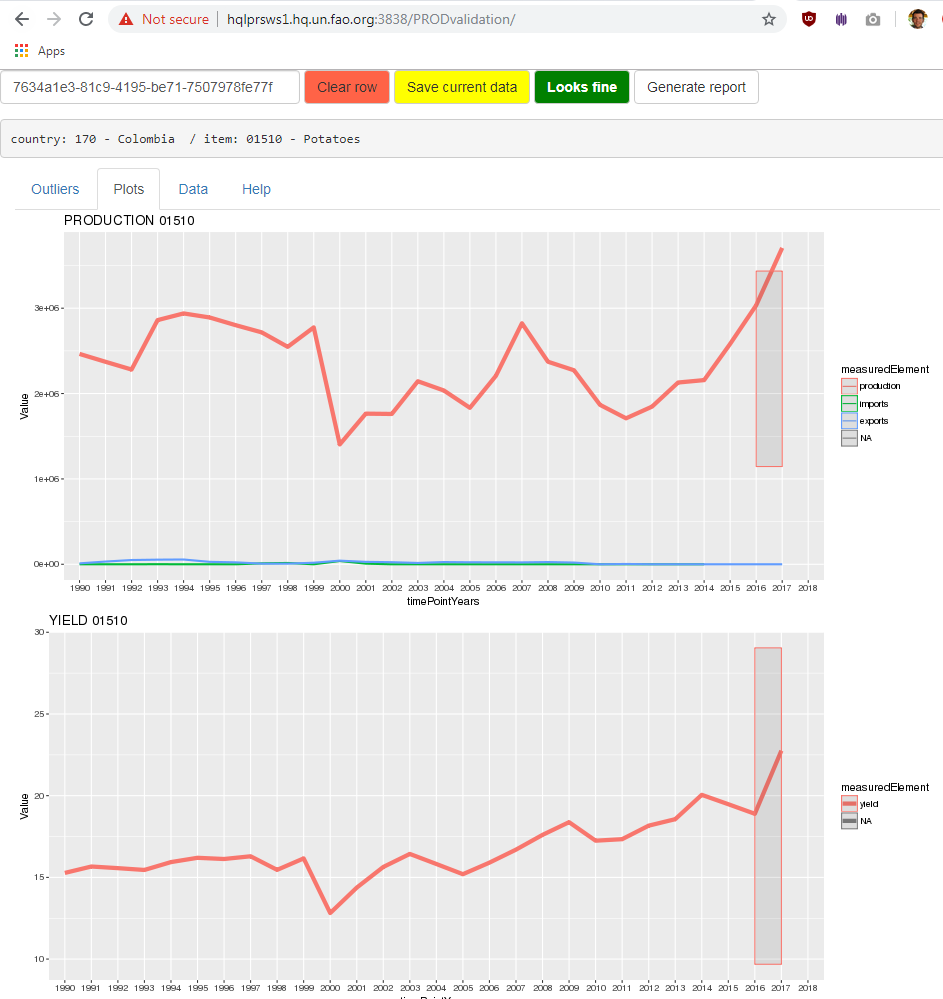 Not secure | hqlprsws1.hq.un.fao.org:3838/PRODvalidation/
Apps
7634a1e3-81c9-4195-be71-7507978fe77f Clear row Save current data Looks fine Generate report
country: 170 - Colombia / item: 01510 - Potatoes
Outliers Plots Data Help
PRODUCTION 01510
3e+06
2e+06
1e+06
0e+00
Value
1990 1991 1992 1993 1994 1995 1996 1997 1998 1999 2000 2001 2002 2003 2004 2005 2006 2007 2008 2009 2010 2011 2012 2013 2014 2015 2016 2017 2018
timePointYears
measuredElement
production
imports
exports
NA
YIELD 01510
30
25
20
15
10
Value
1990 1991 1992 1993 1994 1995 1996 1997 1998 1999 2000 2001 2002 2003 2004 2005 2006 2007 2008 2009 2010 2011 2012 2013 2014 2015 2016 2017 2018
measuredElement
yield
NA